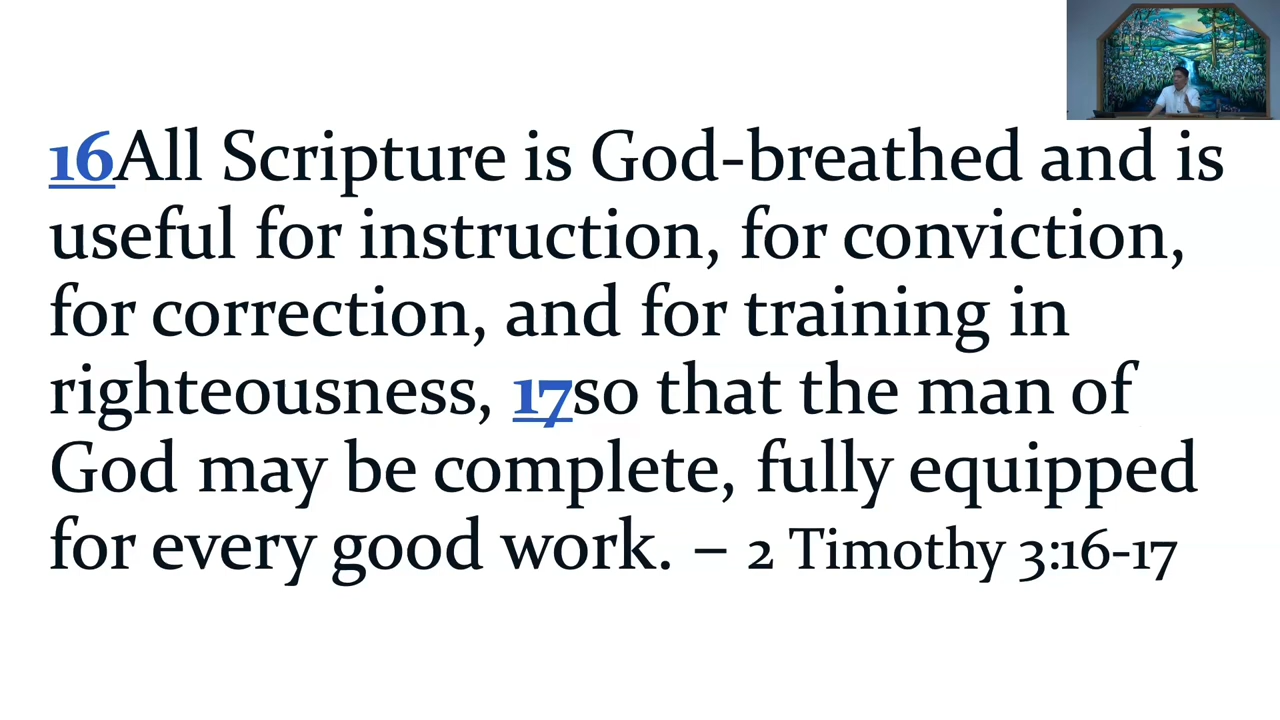 16All Scripture is God-breathed and is
useful for instruction, for conviction,
for correction, and for training in
righteousness, 17so that the man of
God may be complete, fully equipped
for every good work. – 2 Timothy 3:16-17